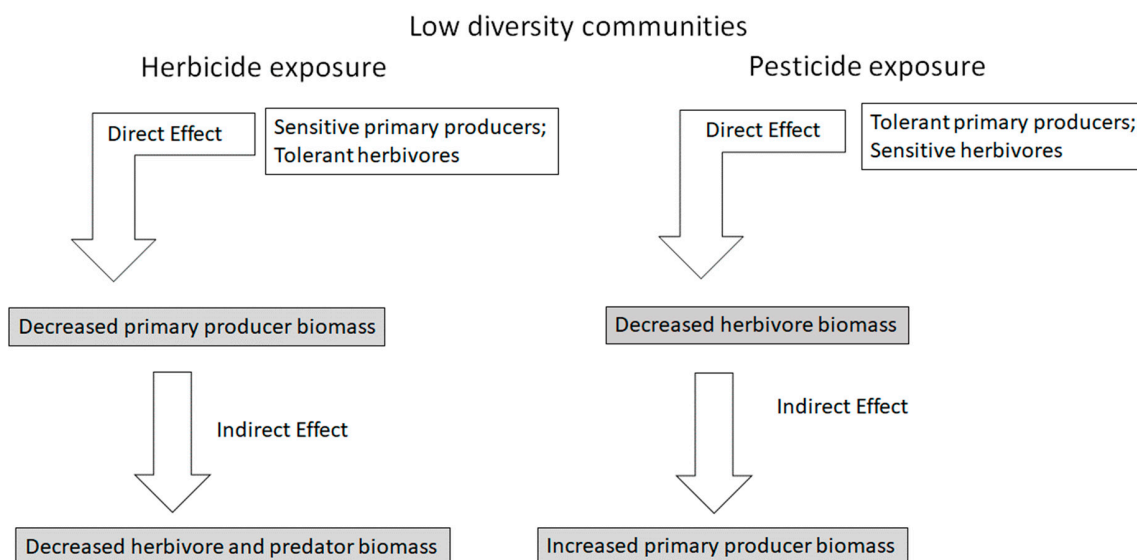 Low diversity communities
Herbicide exposure
Pesticide exposure
Direct Effect
Sensitive primary producers;
Tolerant herbivores
Direct Effect
Tolerant primary producers;
Sensitive herbivores
Decreased primary producer biomass
Decreased herbivore biomass
Indirect Effect
Indirect Effect
Decreased herbivore and predator biomass
Increased primary producer biomass